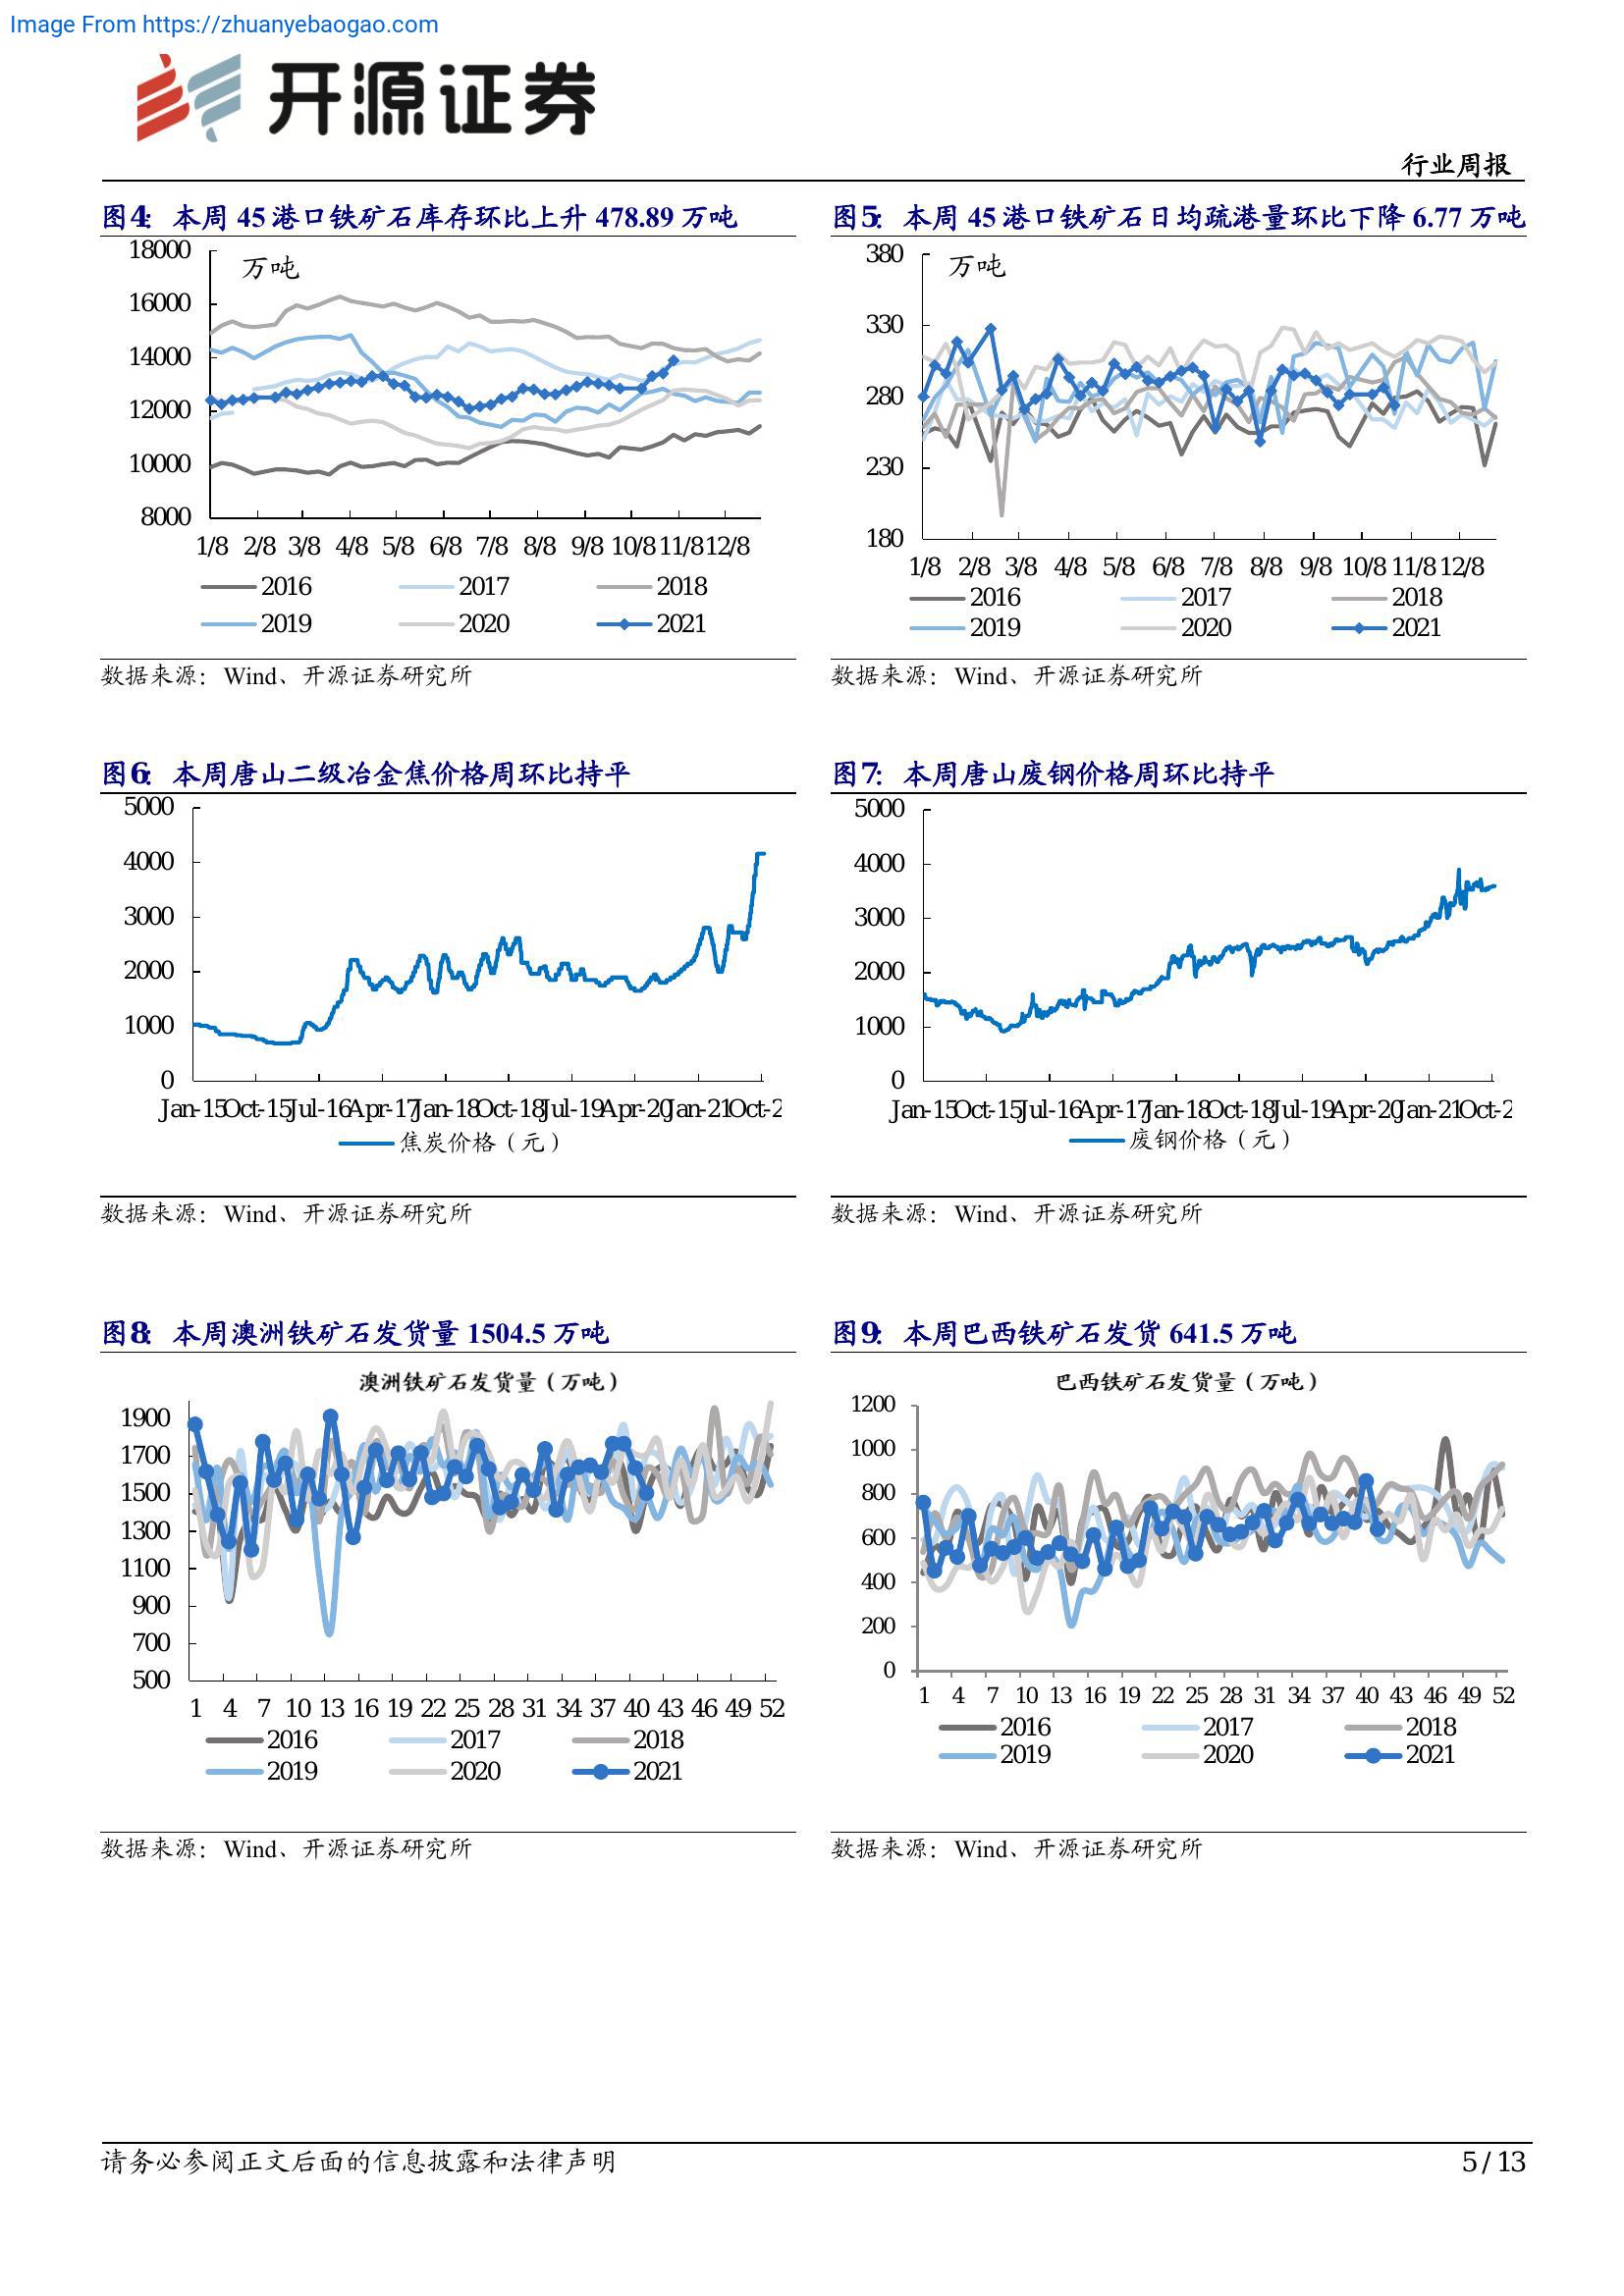 Image From https://zhuanyebaogao.com
开源证券
行业周报
图4： 本周 45 港口铁矿石库存环比上升 478.89 万吨
图5： 本周 45 港口铁矿石日均疏港量环比下降 6.77 万吨
18000
16000
14000
12000
10000
8000
万吨
1/8 2/8 3/8 4/8 5/8 6/8 7/8 8/8 9/8 10/8 11/8 12/8
2016 2017 2018
2019 2020 2021
380
330
280
230
180
万吨
1/8 2/8 3/8 4/8 5/8 6/8 7/8 8/8 9/8 10/8 11/8 12/8
2016 2017 2018
2019 2020 2021
数据来源：Wind、开源证券研究所
数据来源：Wind、开源证券研究所
图6： 本周唐山二级冶金焦价格周环比持平
图7： 本周唐山废钢价格周环比持平
5000
4000
3000
2000
1000
0
Jan-15 Oct-15 Jul-16 Apr-17 Jan-18 Oct-18 Jul-19 Apr-20 Jan-21 Oct-2
焦炭价格（元）
5000
4000
3000
2000
1000
0
Jan-15 Oct-15 Jul-16 Apr-17 Jan-18 Oct-18 Jul-19 Apr-20 Jan-21 Oct-2
废钢价格（元）
数据来源：Wind、开源证券研究所
数据来源：Wind、开源证券研究所
图8： 本周澳洲铁矿石发货量 1504.5 万吨
图9： 本周巴西铁矿石发货 641.5 万吨
澳洲铁矿石发货量（万吨）
1900
1700
1500
1300
1100
900
700
500
1 4 7 10 13 16 19 22 25 28 31 34 37 40 43 46 49 52
2016 2017 2018
2019 2020 2021
巴西铁矿石发货量（万吨）
1200
1000
800
600
400
200
0
1 4 7 10 13 16 19 22 25 28 31 34 37 40 43 46 49 52
2016 2017 2018
2019 2020 2021
数据来源：Wind、开源证券研究所
数据来源：Wind、开源证券研究所
请务必参阅正文后面的信息披露和法律声明
5 / 13